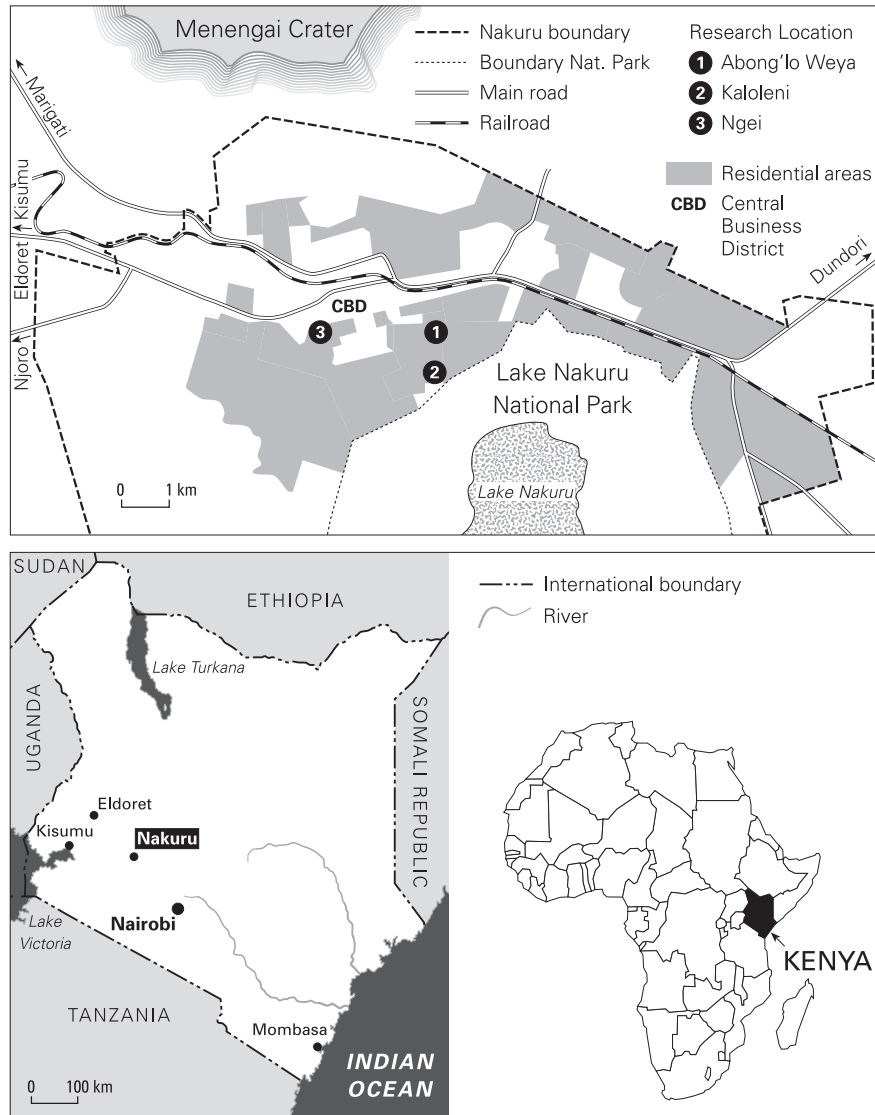 Menengai Crater
Nakuru boundary
Boundary Nat. Park
Main road
Railroad
Research Location
1 Abong'lo Weya
2 Kaloleni
3 Ngei
Residential areas
CBD Central
Business
District
Marigati
Kisumu
Eldoret
Njoro
Dundori
CBD
3
1
2
Lake Nakuru
National Park
Lake Nakuru
0 1 km
SUDAN
ETHIOPIA
Lake Turkana
UGANDA
SOMALI REPUBLIC
Eldoret
Kisumu
Nakuru
Nairobi
Lake
Victoria
TANZANIA
Mombasa
INDIAN
OCEAN
0 100 km
International boundary
River
KENYA